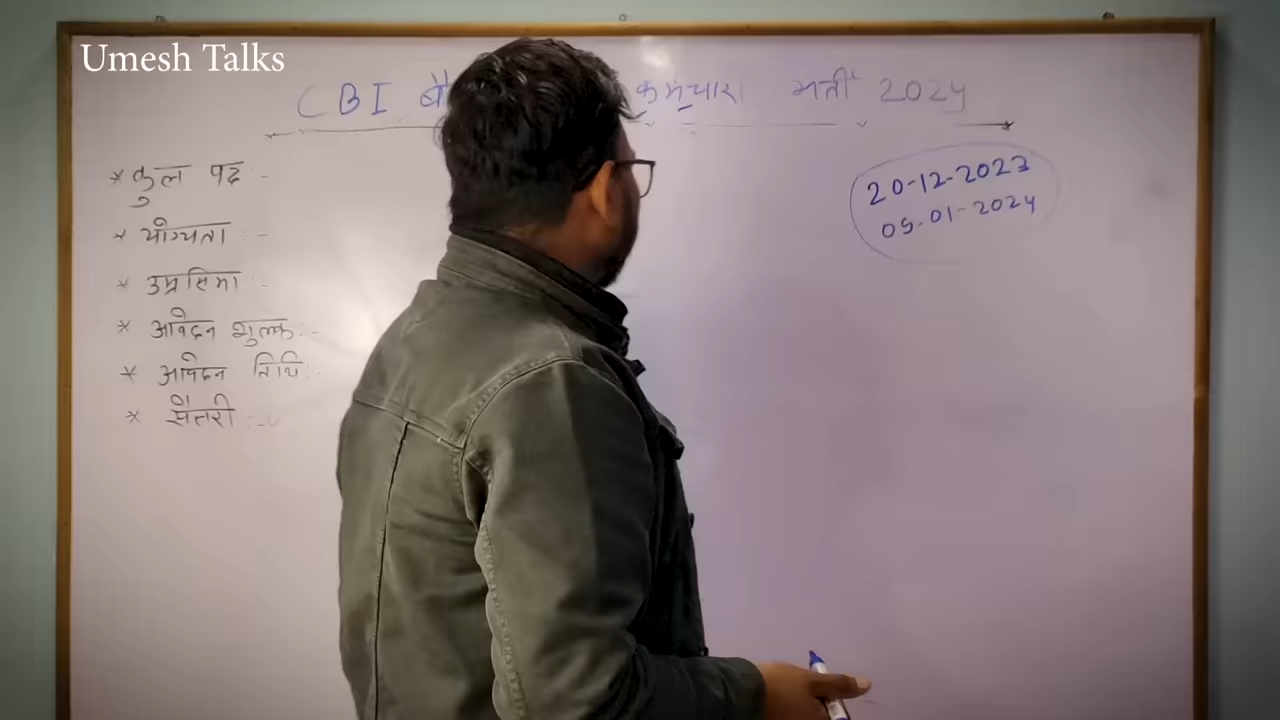 Umesh Talks
CBI बैं कर्मचारी भर्ती 2024
* कुल पद :-
* योग्यता :-
* उम्रसिमा :-
* आवेदन शुल्क :-
* आवेदन तिथि :-
* सैलरी :-
20-12-2023
09-01-2024